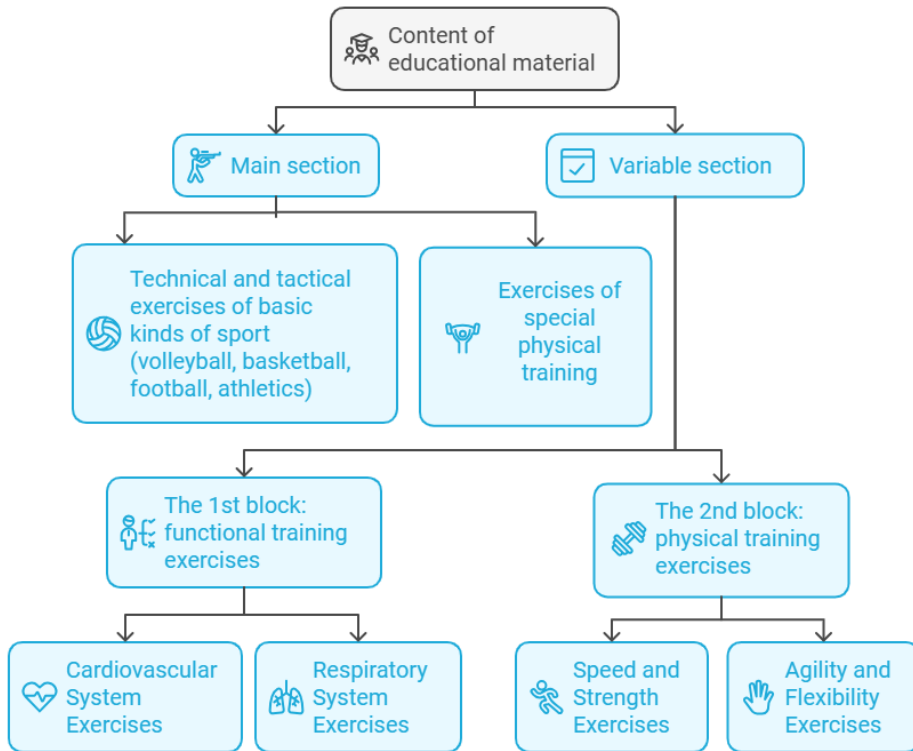 Content of
educational material
Main section
Variable section
Technical and tactical
exercises of basic
kinds of sport
(volleyball, basketball,
football, athletics)
Exercises of
special
physical
training
The 1st block:
functional training
exercises
The 2nd block:
physical training
exercises
Cardiovascular
System
Exercises
Respiratory
System
Exercises
Speed and
Strength
Exercises
Agility and
Flexibility
Exercises